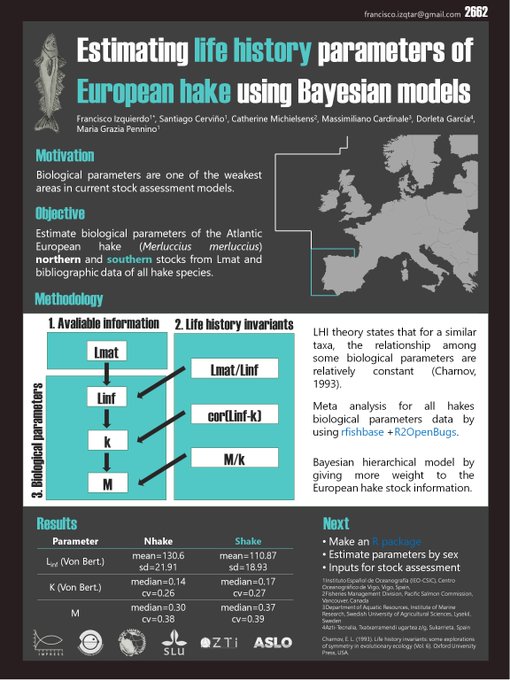 francisco.izqtar@gmail.com 2662
Estimating life history parameters of
European hake using Bayesian models
Francisco Izquierdo1*, Santiago Cerviño1, Catherine Michielsens2, Massimiliano Cardinale3, Dorleta García4,
Maria Grazia Pennino1
Motivation
Biological parameters are one of the weakest
areas in current stock assessment models.
Objective
Estimate biological parameters of the Atlantic
European hake (Merluccius merluccius)
northern and southern stocks from Lmat and
bibliographic data of all hake species.
Methodology
1. Avaliable information
2. Life history invariants
3. Biological parameters
Lmat
Linf
k
M
Lmat/Linf
cor(Linf-k)
M/k
LHI theory states that for a similar
taxa, the relationship among
some biological parameters are
relatively constant (Charnov,
1993).
Meta analysis for all hakes
biological parameters data by
using rfishbase +R2OpenBugs.
Bayesian hierarchical model by
giving more weight to the
European hake stock information.
Results
Parameter Nhake Shake
Linf (Von Bert.) mean=130.6 mean=110.87
sd=21.91 sd=18.93
K (Von Bert.) median=0.14 median=0.17
cv=0.26 cv=0.27
M median=0.30 median=0.37
cv=0.38 cv=0.39
Next
• Make an R package
• Estimate parameters by sex
• Inputs for stock assessment
1Instituto Español de Oceanografía (IEO-CSIC), Centro
Oceanográfico de Vigo, Vigo, Spain.
2Fisheries Management Division, Pacific Salmon Commission,
Vancouver, Canada
3Department of Aquatic Resources, Institute of Marine
Research, Swedish University of Agricultural Sciences, Lysekil,
Sweden
4Azti-Tecnalia, Txatxarramendi ugartea z/g, Sukarrieta, Spain
Charnov, E. L. (1993). Life history invariants: some explorations
of symmetry in evolutionary ecology (Vol. 6). Oxford University
Press, USA.
IMPRESS
SLU
AZTi
ASLO